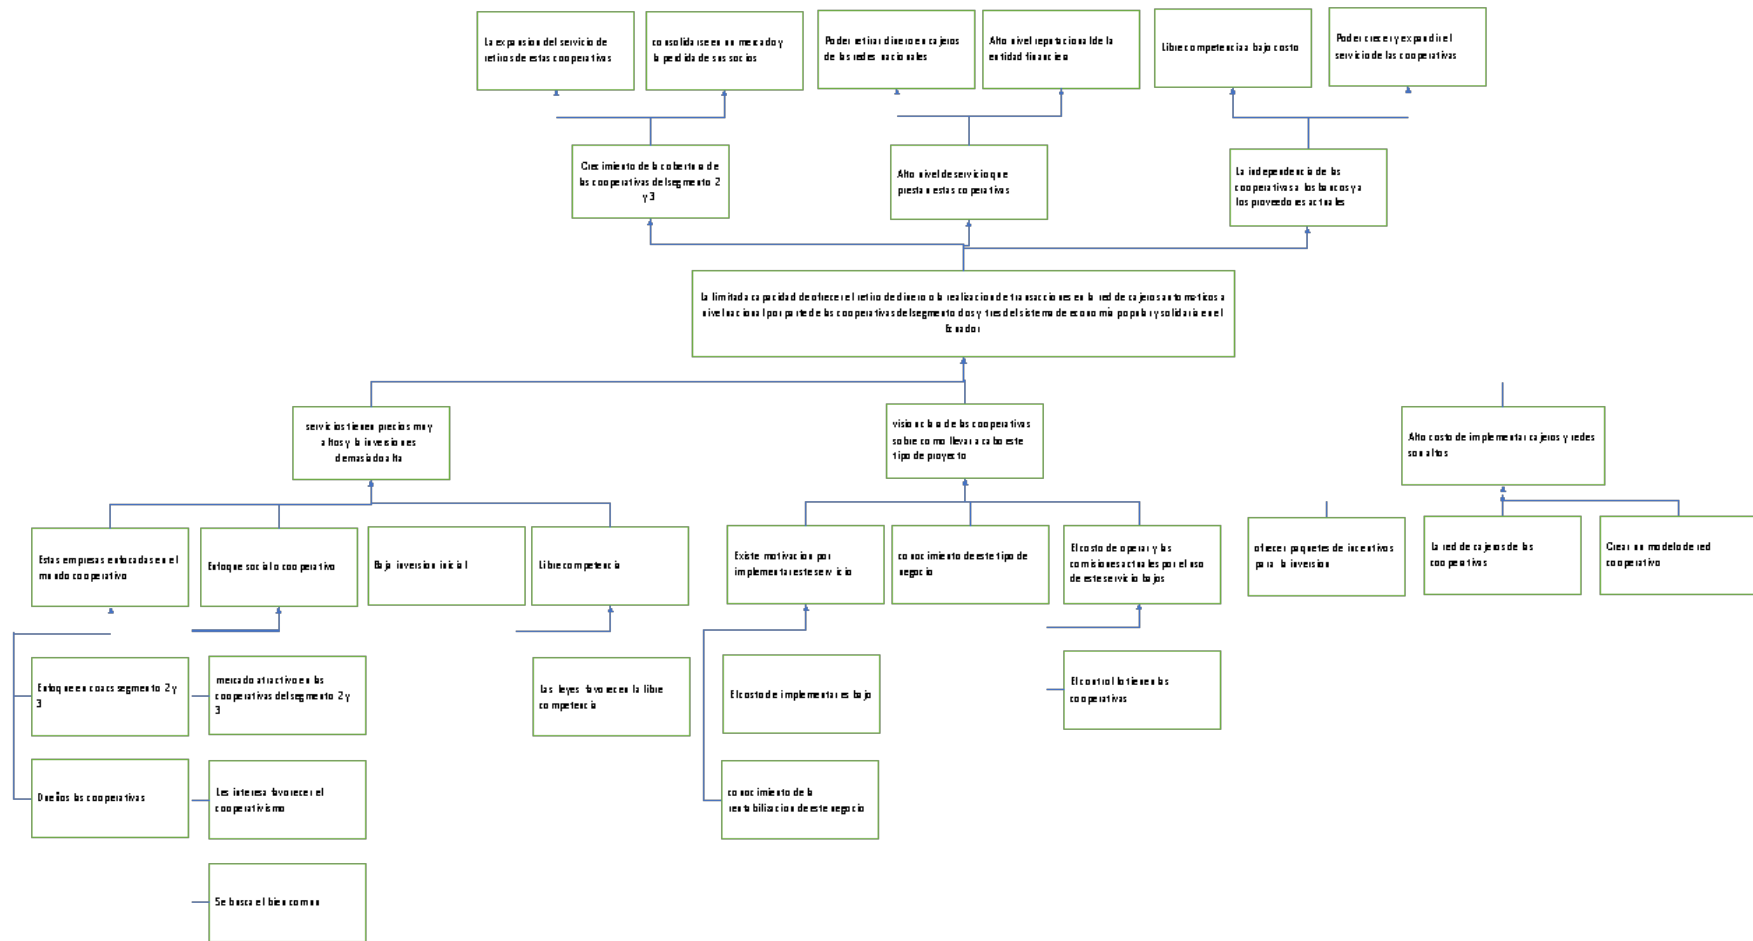 La expansion del servicio de
retiros de estas cooperativas
consolidarse en un mercado y
la perdida de sus socios
Poder retirar dinero en cajeros
de las redes nacionales
Alto nivel reputacional de la
entidad financiera
Libre competencia a bajo costo
Poder crecer y expandir el
servicio de las cooperativas
Crecimiento de la cobertura de
las cooperativas del segmento 2
y 3
Alto nivel de servicio que
prestan estas coperativas
La independencia de las
cooperativas a los bancos y a
los proveedores actuales
La limitada capacidad de ofrecer el retiro de dinero o la realizacion de transacciones en la red de cajeros automaticos a
nivel nacional por parte de las cooperativas del segmento dos y tres del sistema de economía popular y solidaria en el
Ecuador
servicios tienen precios muy
altos y la inversion es
demasiado alta
vision clara de las cooperativas
sobre como llevar a cabo este
tipo de proyecto
Alto costo de implementar cajeros y redes
son altos
Estas empresas enfocadas en el
mundo cooperativo
Enfoque social o cooperativo
Baja inversion inicial
Libre competencia
Existe motivacion por
implementar este servicio
conocimiento de este tipo de
negocio
El costo de operar y las
comisiones actuales por el uso
de este servicio bajos
ofrecer paquetes de incentivos
para la inversion
La red de cajeros de las
cooperativas
Crear un modelo de red
cooperativo
Enfoque en coacs segmento 2 y
3
mercado atractivo en las
cooperativas del segmento 2 y
3
Las leyes favorecen la libre
competencia
El costo de implementar es bajo
El control lo tienen las
cooperativas
Dueños las cooperativas
Les interesa favorecer el
cooperativismo
conocimiento de la
rentabilizacion de este negocio
Se busca el bien comun